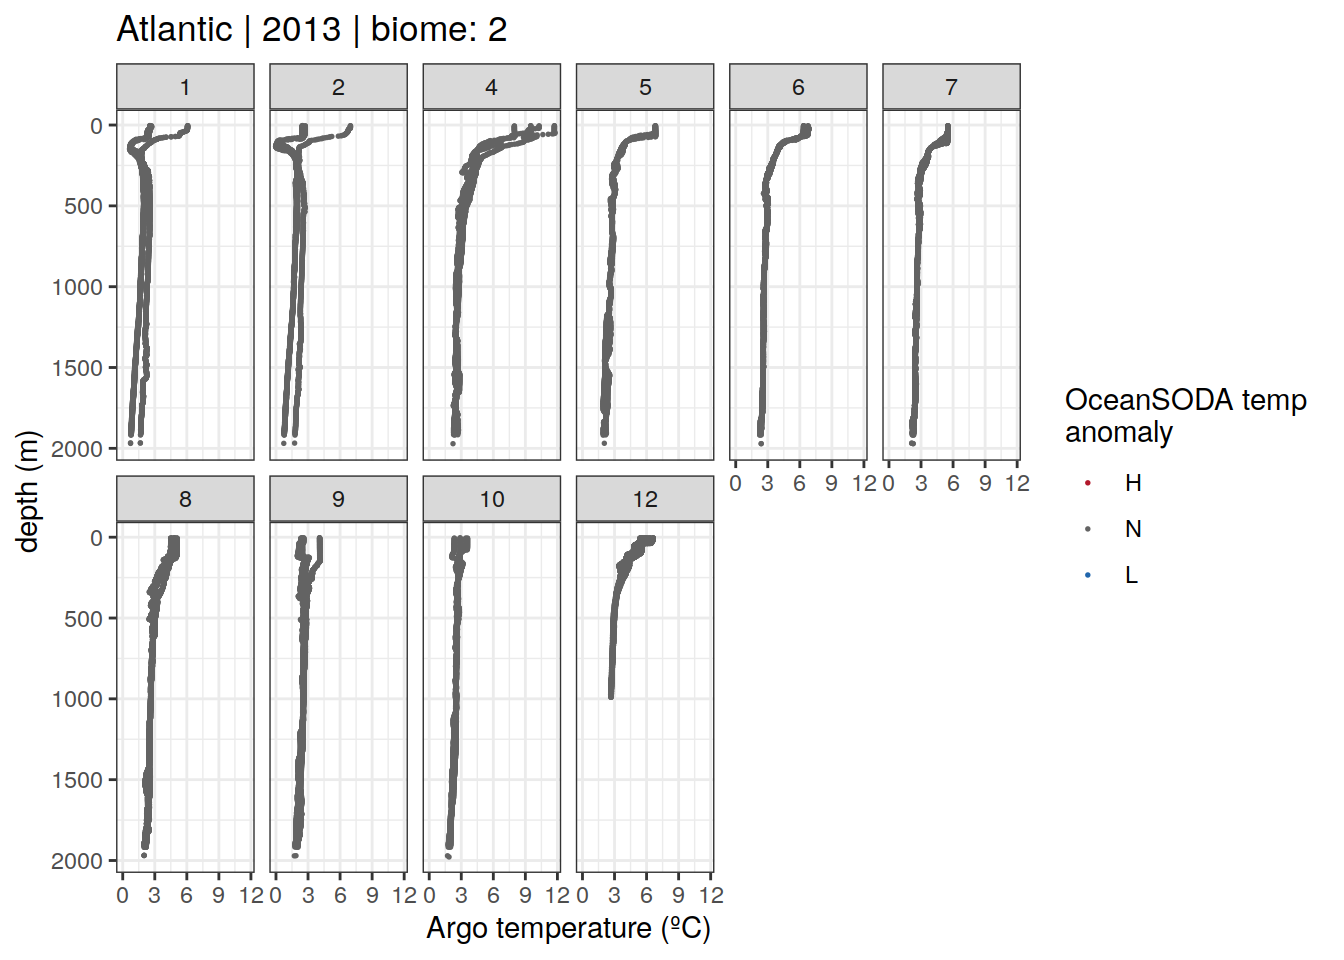 Atlantic | 2013 | biome: 2
1 2 4 5 6 7
0
500
1000
1500
2000
0 3 6 9 12 0 3 6 9 12
8 9 10 12
0
500
1000
1500
2000
0 3 6 9 12 0 3 6 9 12 0 3 6 9 12 0 3 6 9 12
depth (m)
Argo temperature (ºC)
OceanSODA temp
anomaly
H
N
L